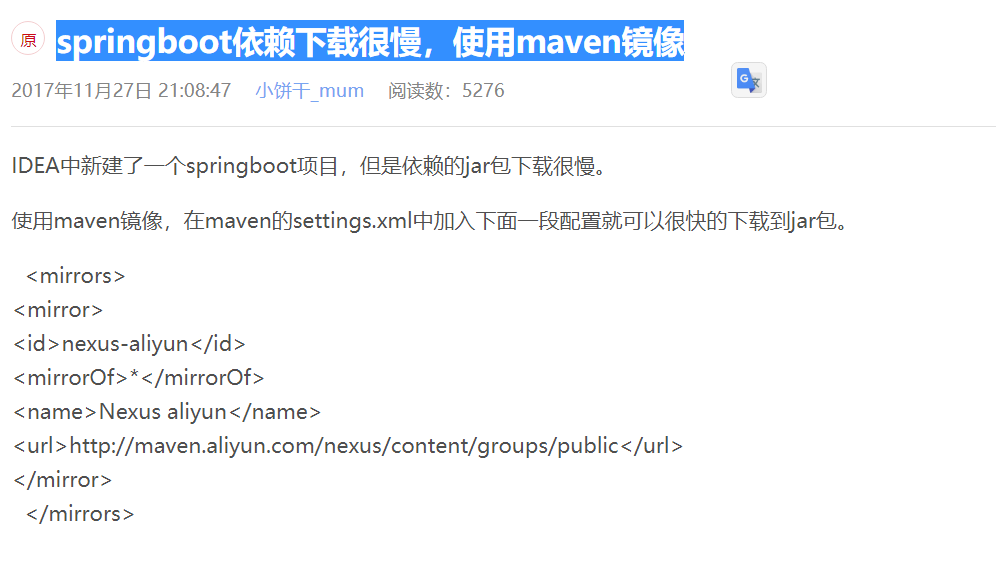 原 springboot依赖下载很慢，使用maven镜像
2017年11月27日 21:08:47 小饼干_mum 阅读数：5276
IDEA中新建了一个springboot项目，但是依赖的jar包下载很慢。
使用maven镜像，在maven的settings.xml中加入下面一段配置就可以很快的下载到jar包。
<mirrors>
<mirror>
<id>nexus-aliyun</id>
<mirrorOf>*</mirrorOf>
<name>Nexus aliyun</name>
<url>http://maven.aliyun.com/nexus/content/groups/public</url>
</mirror>
</mirrors>